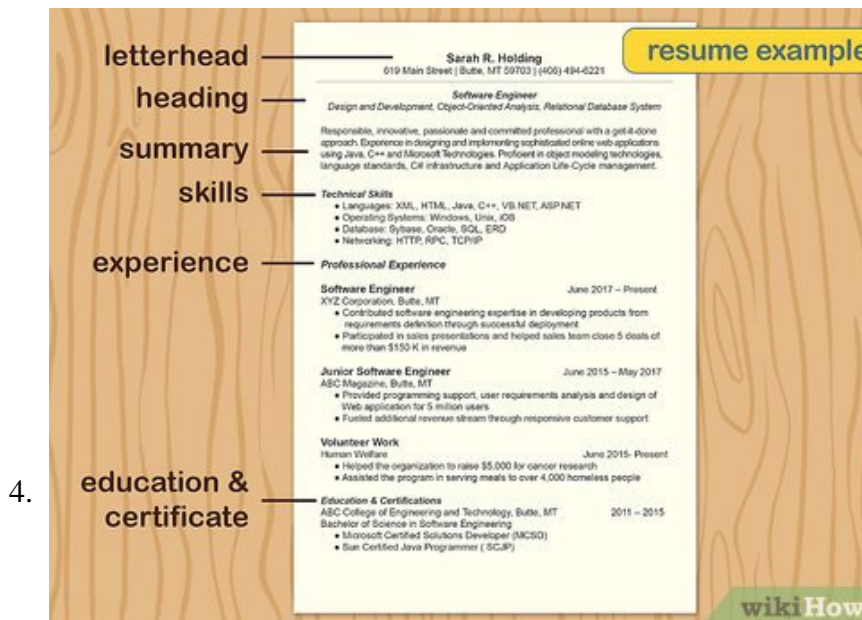 letterhead
heading
summary
skills
experience
education &
certificate
resume example
Sarah R. Holding
619 Main Street | Butte, MT 59703 | (406) 494-6221
Software Engineer
Design and Development, Object-Oriented Analysis, Relational Database System
Responsible, innovative, passionate and committed professional with a get-it-done
approach. Experience in designing and implementing sophisticated online web applications
using Java, C++ and Microsoft Technologies. Proficient in object modeling technologies,
language standards, C# infrastructure and Application Life-Cycle management.
Technical Skills
• Languages: XML, HTML, Java, C++, VB.NET, ASP.NET
• Operating Systems: Windows, Unix, iOS
• Database: Sybase, Oracle, SQL, ERD
• Networking: HTTP, RPC, TCP/IP
Professional Experience
Software Engineer June 2017 – Present
XYZ Corporation, Butte, MT
• Contributed software engineering expertise in developing products from
requirements definition through successful deployment
• Participated in sales presentations and helped sales team close 5 deals of
more than $150 K in revenue
Junior Software Engineer June 2015 – May 2017
ABC Magazine, Butte, MT
• Provided programming support, user requirements analysis and design of
Web application for 5 million users
• Fueled additional revenue stream through responsive customer support
Volunteer Work
Human Welfare June 2015- Present
• Helped the organization to raise $5,000 for cancer research
• Assisted the program in serving meals to over 4,000 homeless people
Education & Certifications
ABC College of Engineering and Technology, Butte, MT 2011 – 2015
Bachelor of Science in Software Engineering
• Microsoft Certified Solutions Developer (MCSD)
• Sun Certified Java Programmer ( SCJP)
4.
wikiHow